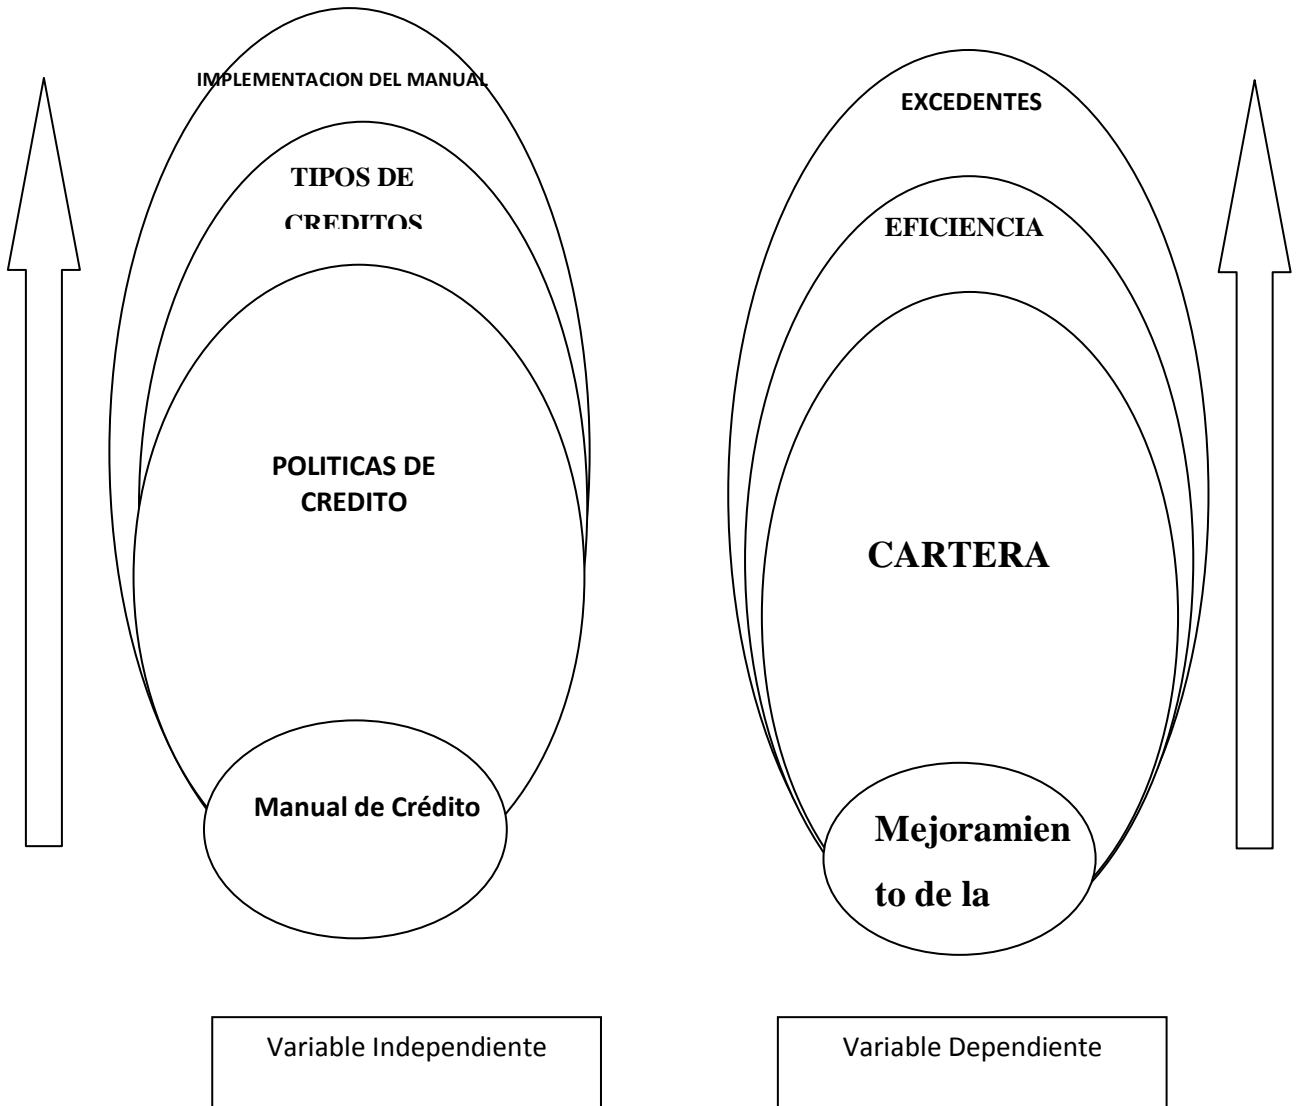 IMPLEMENTACION DEL MANUAL
TIPOS DE
CREDITOS
POLITICAS DE
CREDITO
Manual de Crédito
Variable Independiente
EXCEDENTES
EFICIENCIA
CARTERA
Mejoramien
to de la
Variable Dependiente